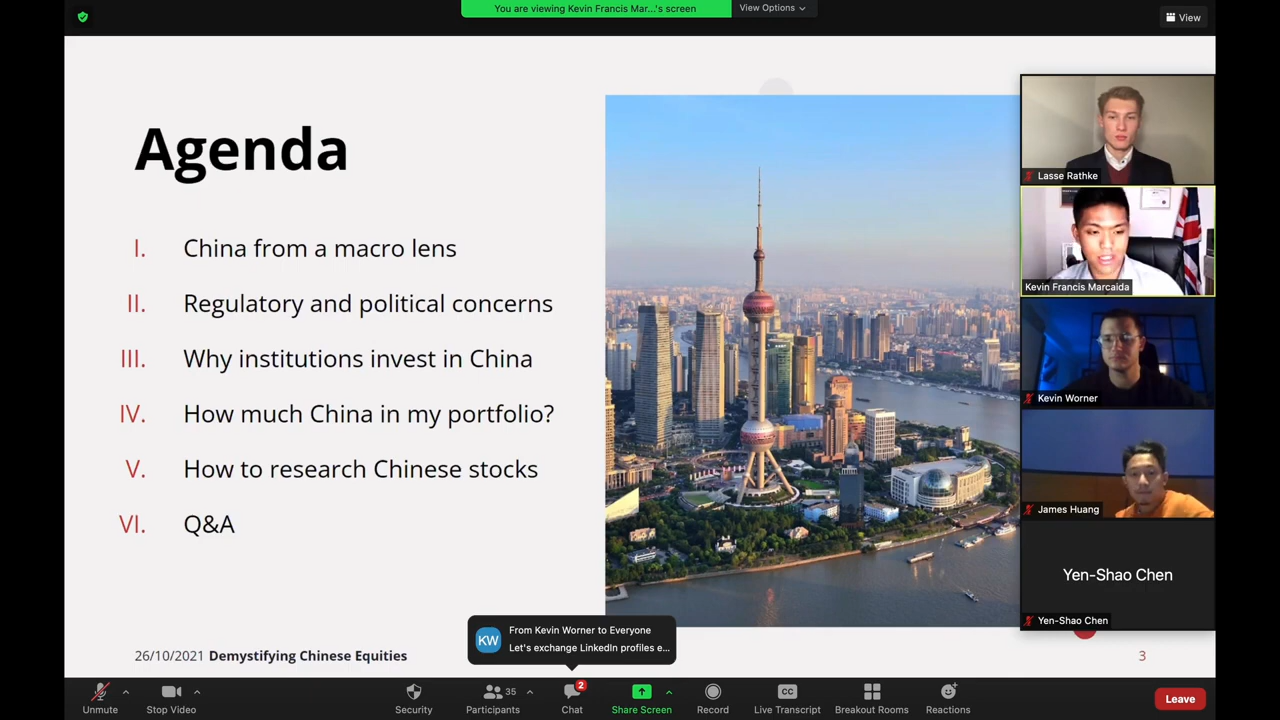 You are viewing Kevin Francis Mar...'s screen
View Options
View
Agenda
I. China from a macro lens
II. Regulatory and political concerns
III. Why institutions invest in China
IV. How much China in my portfolio?
V. How to research Chinese stocks
VI. Q&A
Lasse Rathke
Kevin Francis Marcaida
Kevin Worner
James Huang
Yen-Shao Chen
Yen-Shao Chen
KW
From Kevin Worner to Everyone
Let's exchange LinkedIn profiles e...
26/10/2021 Demystifying Chinese Equities
3
Unmute
Stop Video
Security
35
Participants
2
Chat
Share Screen
Record
CC
Live Transcript
Breakout Rooms
Reactions
Leave